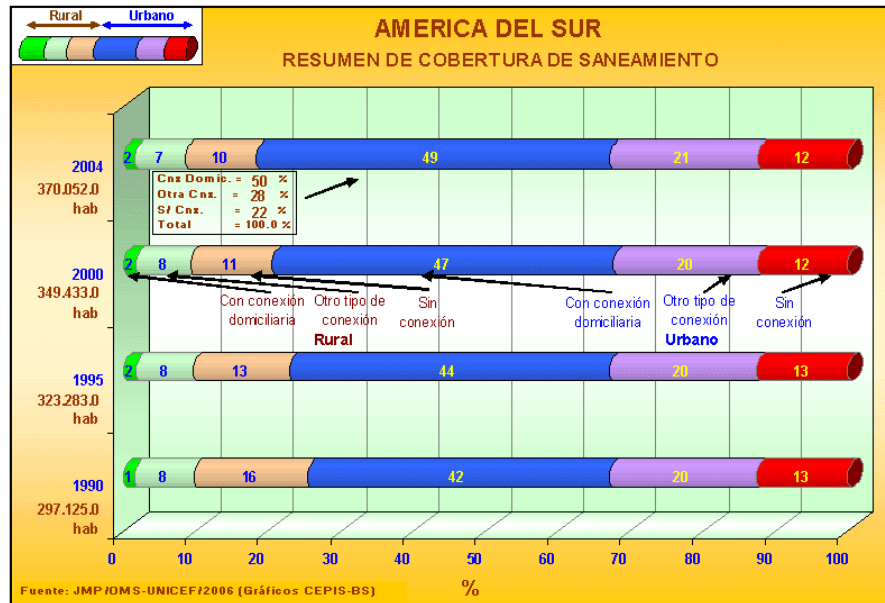 Rural Urbano
AMERICA DEL SUR
RESUMEN DE COBERTURA DE SANEAMIENTO
2004
370.052.0
hab
2 7 10 49 21 12
Cnx Domic. = 50 %
Otra Cnx. = 28 %
S/ Cnx. = 22 %
Total = 100.0 %
2000
349.433.0
hab
2 8 11 47 20 12
Con conexión
domiciliaria
Otro tipo de
conexión
Sin
conexión
Rural
Con conexión
domiciliaria
Otro tipo de
conexión
Sin
conexión
Urbano
1995
323.283.0
hab
2 8 13 44 20 13
1990
297.125.0
hab
1 8 16 42 20 13
0 10 20 30 40 50 60 70 80 90 100
%
Fuente: JMP/OMS-UNICEF/2006 (Gráficos CEPIS-BS)